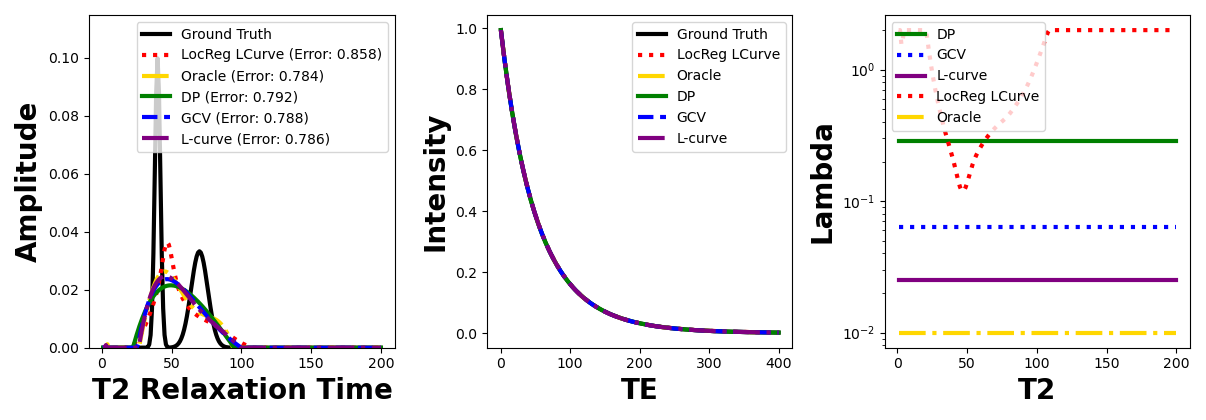 Amplitude
0.10
0.08
0.06
0.04
0.02
0.00
0
50
100
150
200
T2 Relaxation Time
Ground Truth
LocReg LCurve (Error: 0.858)
Oracle (Error: 0.784)
DP (Error: 0.792)
GCV (Error: 0.788)
L-curve (Error: 0.786)
Intensity
1.0
0.8
0.6
0.4
0.2
0.0
0
100
200
300
400
TE
Ground Truth
LocReg LCurve
Oracle
DP
GCV
L-curve
Lambda
10⁰
10⁻¹
10⁻²
0
50
100
150
200
T2
DP
GCV
L-curve
LocReg LCurve
Oracle